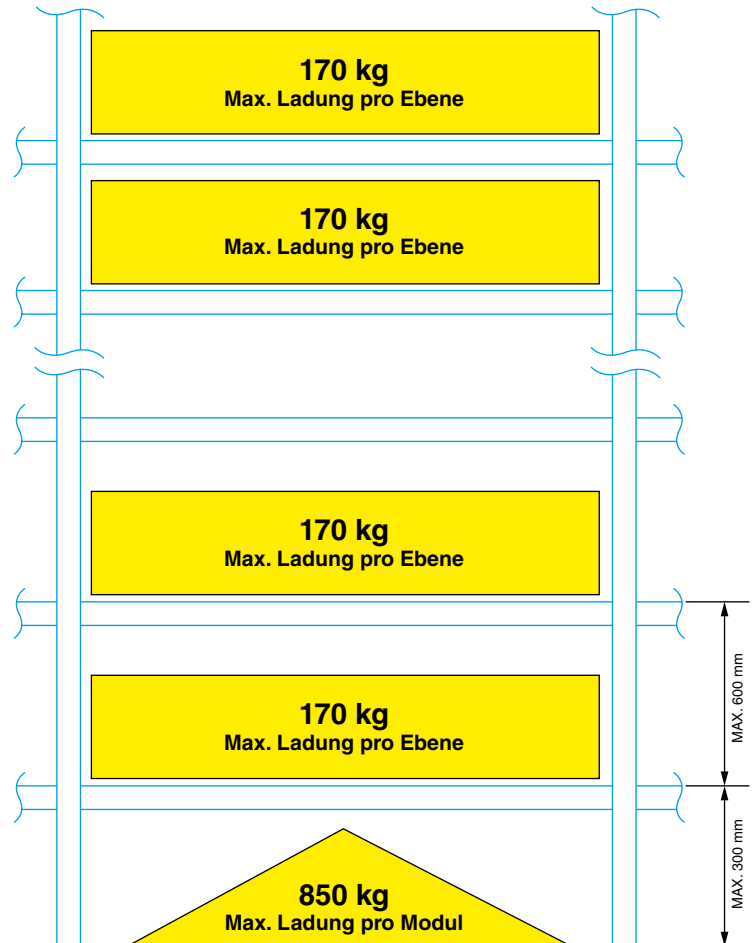 170 kg
Max. Ladung pro Ebene
170 kg
Max. Ladung pro Ebene
170 kg
Max. Ladung pro Ebene
MAX. 600 mm
170 kg
Max. Ladung pro Ebene
MAX. 300 mm
850 kg
Max. Ladung pro Modul